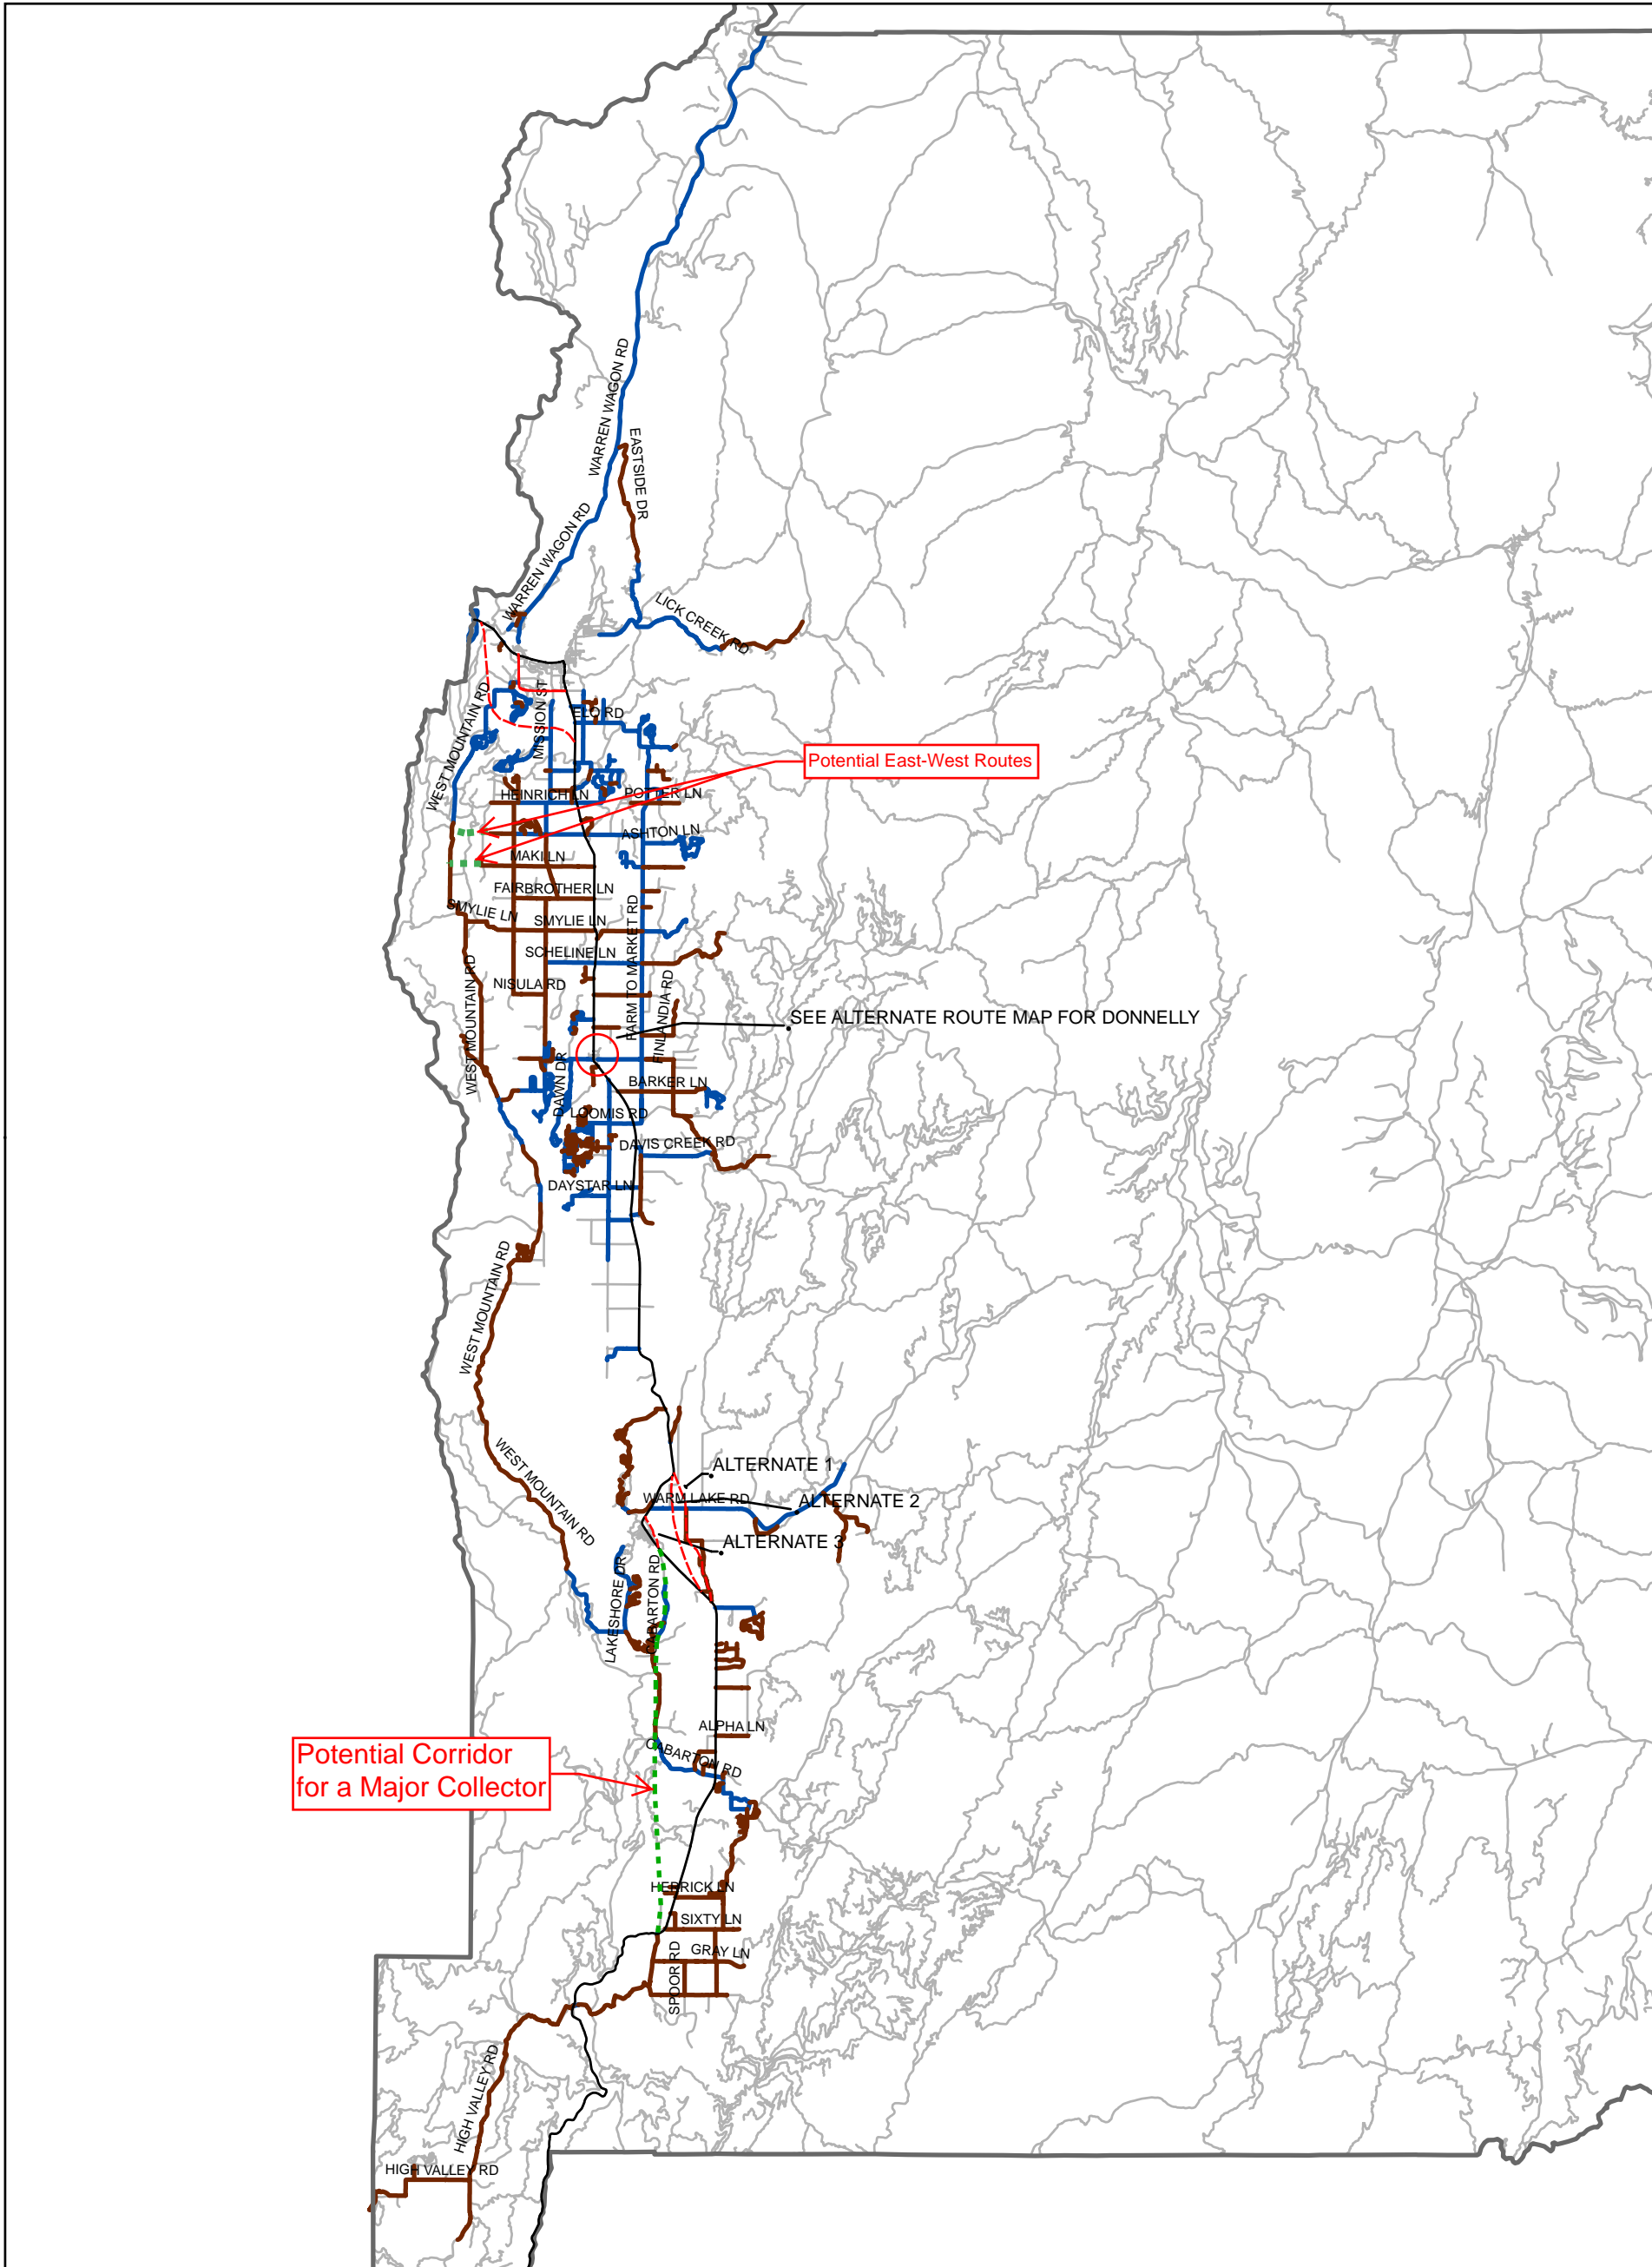 WARREN WAGON RD
EASTSIDE DR
WARREN WAGON RD
LICK CREEK RD
WEST MOUNTAIN RD
MISSION ST
ELO RD
Potential East-West Routes
HEINRICH LN
POTTER LN
ASHTON LN
MAKI LN
FAIRBROTHER LN
SMYLIE LN
SMYLIE LN
FARM TO MARKET RD
SCHELINE LN
WEST MOUNTAIN RD
NISULA RD
FINLANDIA RD
SEE ALTERNATE ROUTE MAP FOR DONNELLY
WEST MOUNTAIN RD
DAWN DR
BARKER LN
LOOMIS RD
DAVIS CREEK RD
DAYSTAR LN
WEST MOUNTAIN RD
WEST MOUNTAIN RD
ALTERNATE 1
WARM LAKE RD
ALTERNATE 2
ALTERNATE 3
LAKESHORE DR
CABARTON RD
ALPHA LN
CABARTON RD
Potential Corridor
for a Major Collector
HERRICK LN
SIXTY LN
GRAY LN
SPOOR RD
HIGH VALLEY RD
HIGH VALLEY RD